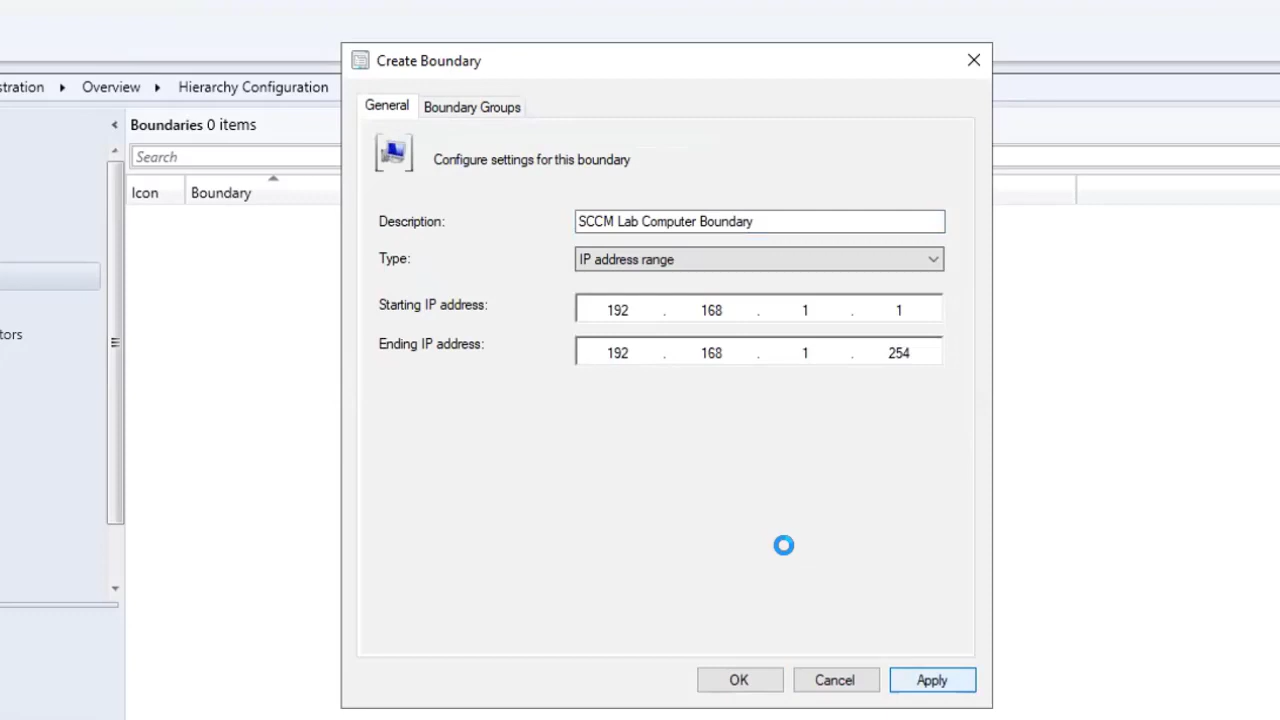 Create Boundary
stration ▸ Overview ▸ Hierarchy Configuration
General
Boundary Groups
Boundaries 0 items
Search
Icon
Boundary
Configure settings for this boundary
Description: SCCM Lab Computer Boundary
Type: IP address range
Starting IP address: 192 . 168 . 1 . 1
Ending IP address: 192 . 168 . 1 . 254
tors
OK
Cancel
Apply